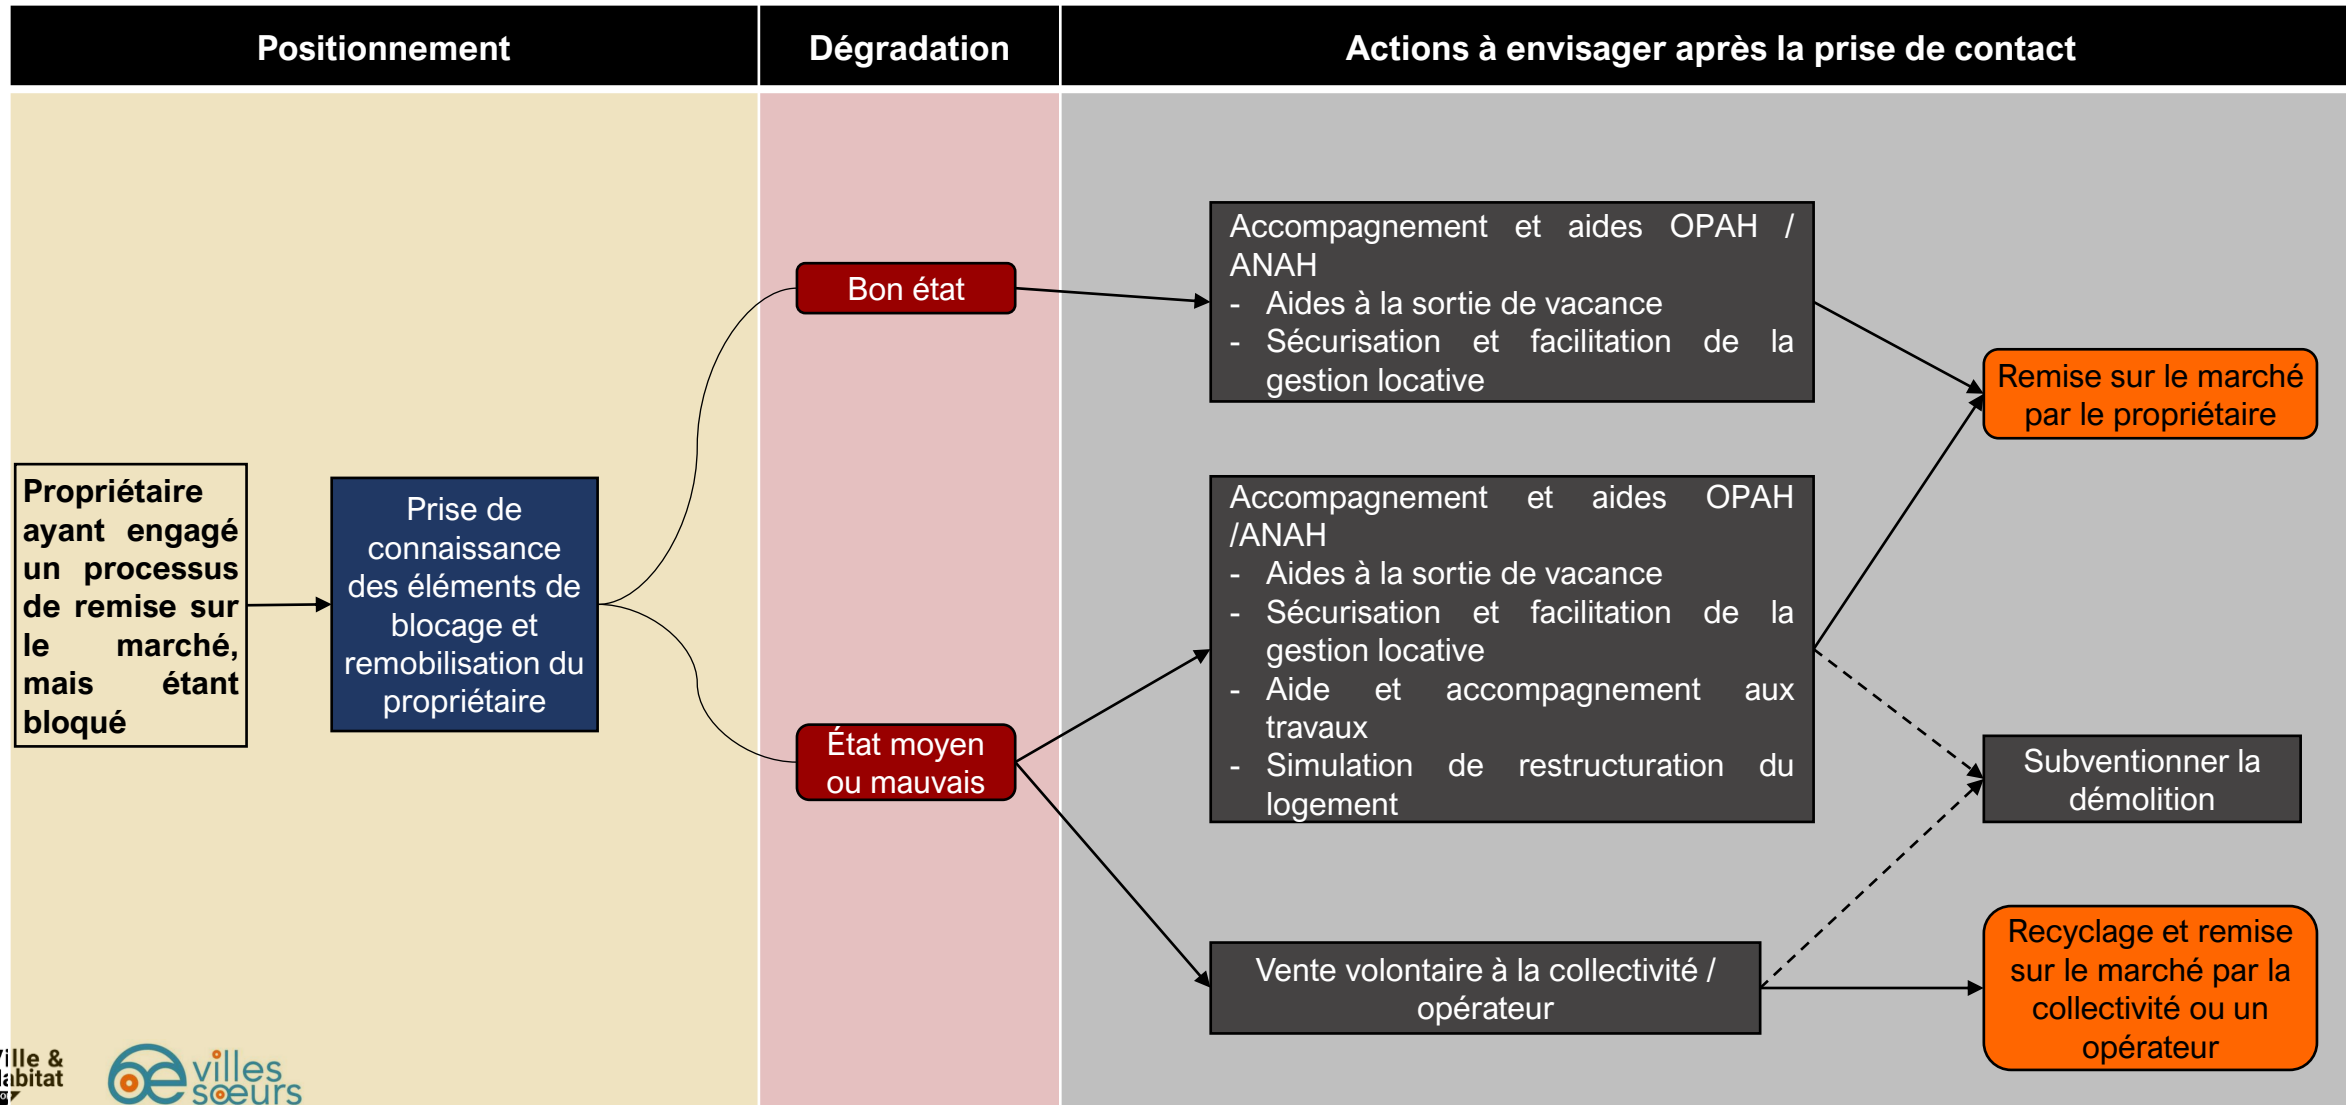 Positionnement
Dégradation
Actions à envisager après la prise de contact
Propriétaire
ayant engagé
un processus
de remise sur
le marché,
mais étant
bloqué
Prise de
connaissance
des éléments de
blocage et
remobilisation du
propriétaire
Bon état
État moyen
ou mauvais
Accompagnement et aides OPAH /
ANAH
- Aides à la sortie de vacance
- Sécurisation et facilitation de la
gestion locative
Accompagnement et aides OPAH
/ANAH
- Aides à la sortie de vacance
- Sécurisation et facilitation de la
gestion locative
- Aide et accompagnement aux
travaux
- Simulation de restructuration du
logement
Vente volontaire à la collectivité /
opérateur
Remise sur le marché
par le propriétaire
Subventionner la
démolition
Recyclage et remise
sur le marché par la
collectivité ou un
opérateur
Ville &
Habitat
villes
sœurs